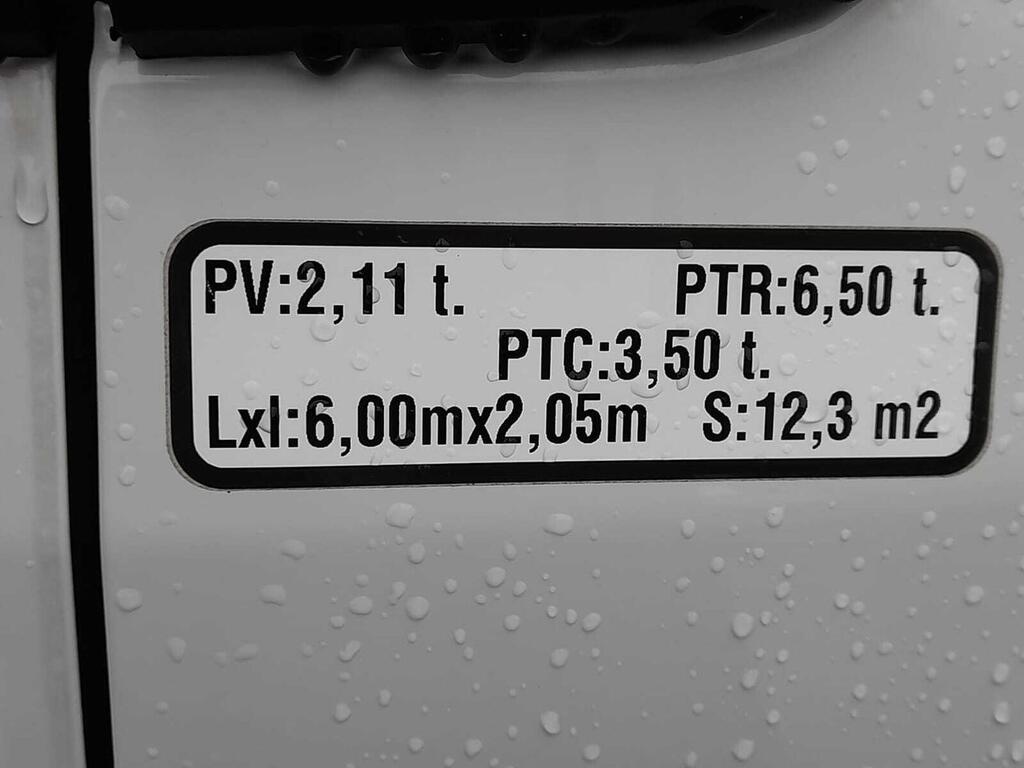 PV:2,11 t. PTR:6,50 t.
PTC:3,50 t.
Lxl:6,00mx2,05m S:12,3 m2